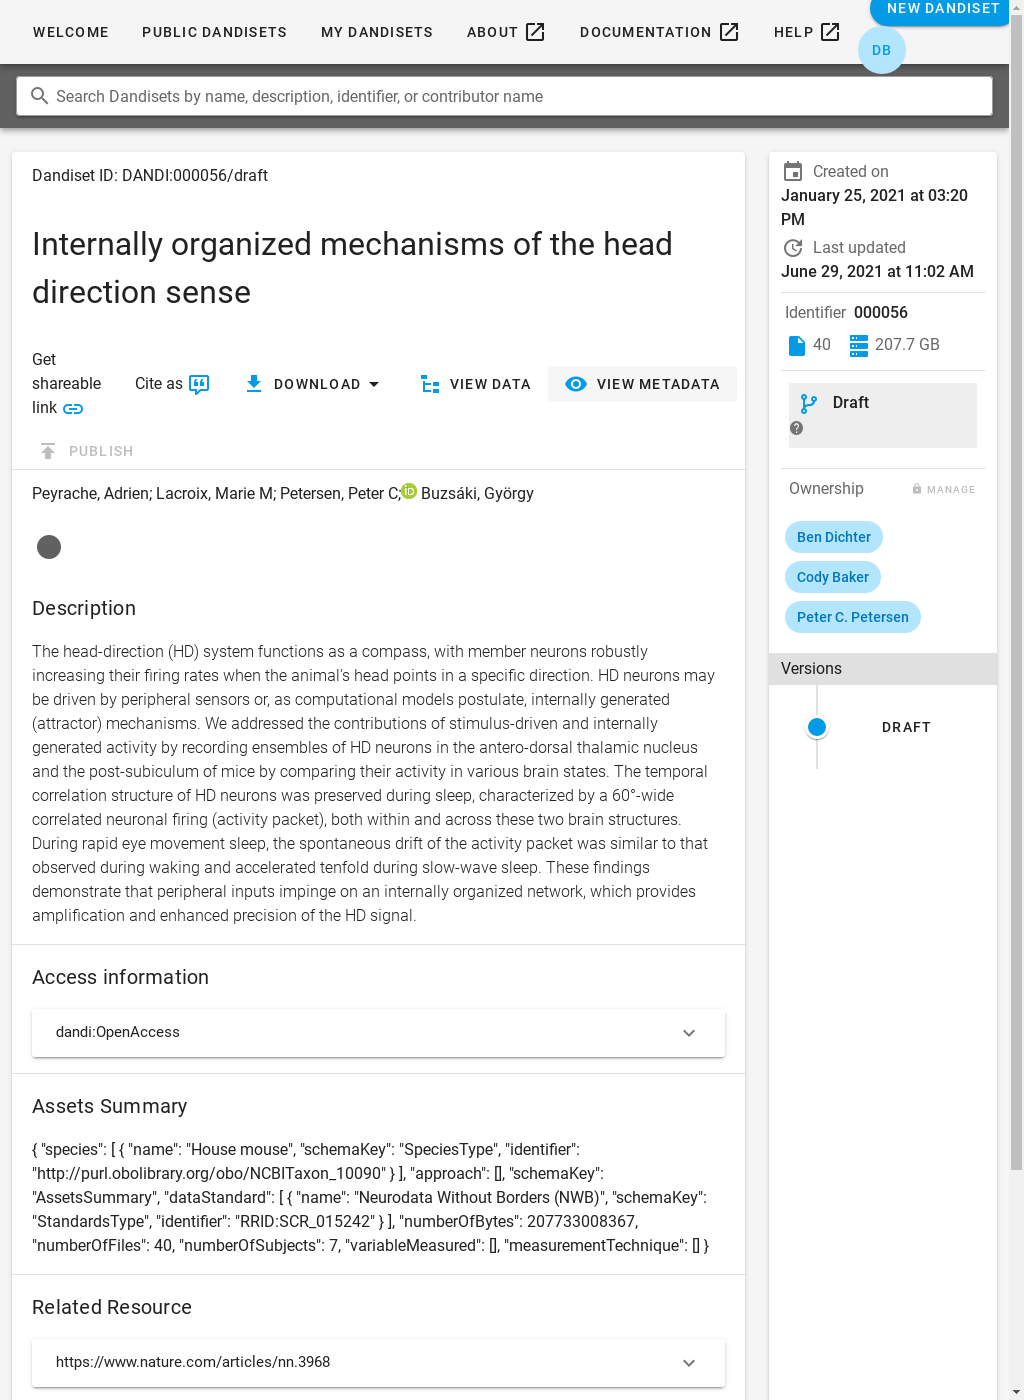 WELCOME
PUBLIC DANDISETS
MY DANDISETS
ABOUT
DOCUMENTATION
HELP
NEW DANDISET
DB
Search Dandisets by name, description, identifier, or contributor name
Dandiset ID: DANDI:000056/draft
Internally organized mechanisms of the head
direction sense
Get
shareable
link
Cite as
DOWNLOAD
VIEW DATA
VIEW METADATA
PUBLISH
Peyrache, Adrien; Lacroix, Marie M; Petersen, Peter C; iD Buzsáki, György
Description
The head-direction (HD) system functions as a compass, with member neurons robustly
increasing their firing rates when the animal's head points in a specific direction. HD neurons may
be driven by peripheral sensors or, as computational models postulate, internally generated
(attractor) mechanisms. We addressed the contributions of stimulus-driven and internally
generated activity by recording ensembles of HD neurons in the antero-dorsal thalamic nucleus
and the post-subiculum of mice by comparing their activity in various brain states. The temporal
correlation structure of HD neurons was preserved during sleep, characterized by a 60°-wide
correlated neuronal firing (activity packet), both within and across these two brain structures.
During rapid eye movement sleep, the spontaneous drift of the activity packet was similar to that
observed during waking and accelerated tenfold during slow-wave sleep. These findings
demonstrate that peripheral inputs impinge on an internally organized network, which provides
amplification and enhanced precision of the HD signal.
Access information
dandi:OpenAccess
Assets Summary
{ "species": [ { "name": "House mouse", "schemaKey": "SpeciesType", "identifier":
"http://purl.obolibrary.org/obo/NCBITaxon_10090" } ], "approach": [], "schemaKey":
"AssetsSummary", "dataStandard": [ { "name": "Neurodata Without Borders (NWB)", "schemaKey":
"StandardsType", "identifier": "RRID:SCR_015242" } ], "numberOfBytes": 207733008367,
"numberOfFiles": 40, "numberOfSubjects": 7, "variableMeasured": [], "measurementTechnique": [] }
Related Resource
https://www.nature.com/articles/nn.3968
Created on
January 25, 2021 at 03:20
PM
Last updated
June 29, 2021 at 11:02 AM
Identifier 000056
40
207.7 GB
Draft
?
Ownership
MANAGE
Ben Dichter
Cody Baker
Peter C. Petersen
Versions
DRAFT